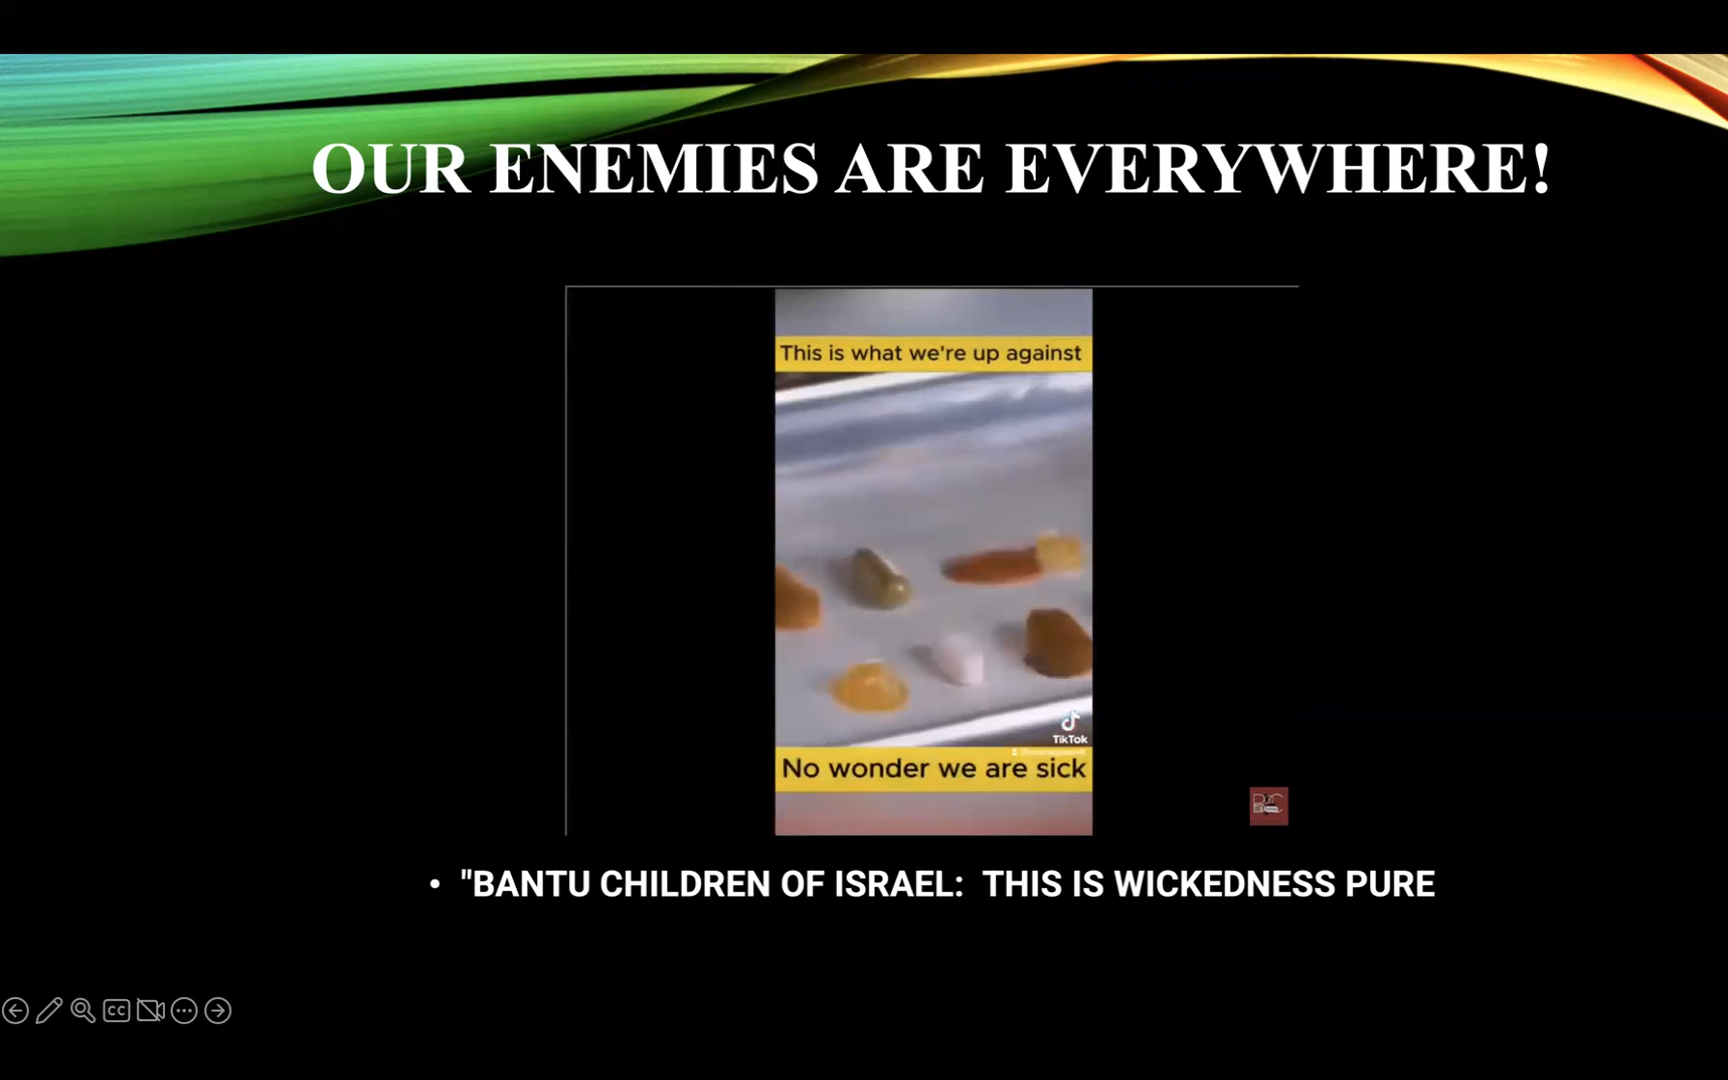 OUR ENEMIES ARE EVERYWHERE!
This is what we're up against
TikTok
No wonder we are sick
• "BANTU CHILDREN OF ISRAEL:  THIS IS WICKEDNESS PURE
CC